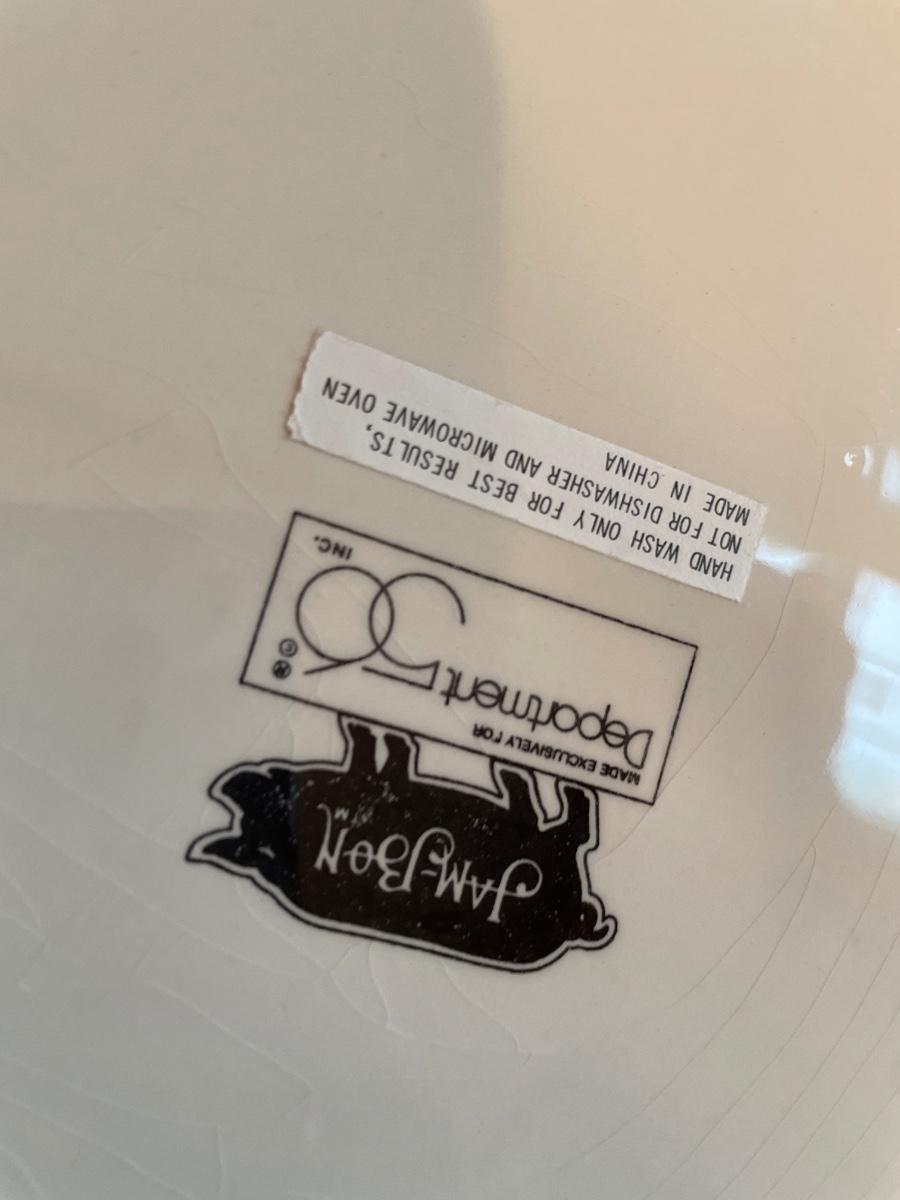 JAM-BON
TM
MADE EXCLUSIVELY FOR
Department 56
® ©
INC.
HAND WASH ONLY FOR BEST RESULTS,
NOT FOR DISHWASHER AND MICROWAVE OVEN
MADE IN CHINA